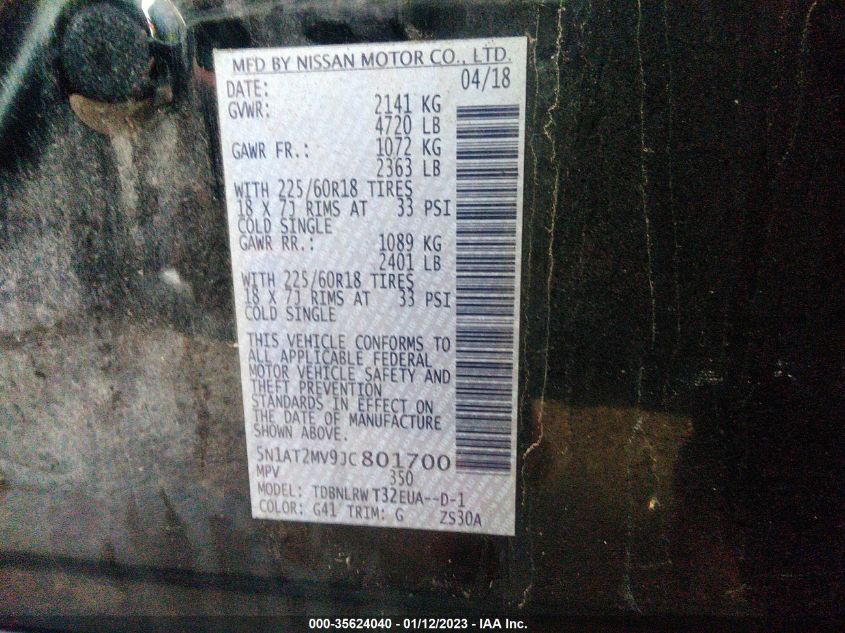 MFD BY NISSAN MOTOR CO., LTD.
DATE: 04/18
GVWR: 2141 KG
4720 LB
GAWR FR.: 1072 KG
2363 LB
WITH 225/60R18 TIRES
18 X 7J RIMS AT 33 PSI
COLD SINGLE
GAWR RR.: 1089 KG
2401 LB
WITH 225/60R18 TIRES
18 X 7J RIMS AT 33 PSI
COLD SINGLE
THIS VEHICLE CONFORMS TO
ALL APPLICABLE FEDERAL
MOTOR VEHICLE SAFETY AND
THEFT PREVENTION
STANDARDS IN EFFECT ON
THE DATE OF MANUFACTURE
SHOWN ABOVE.
5N1AT2MV9JC801700
MPV 350
MODEL: TDBNLRWT32EUA--D-1
COLOR: G41 TRIM: G ZS30A
000-35624040 - 01/12/2023 - IAA Inc.